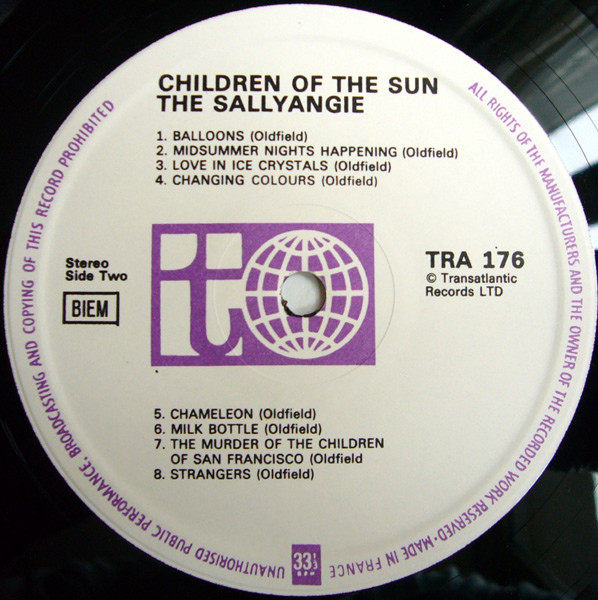 CHILDREN OF THE SUN
THE SALLYANGIE
1. BALLOONS (Oldfield)
2. MIDSUMMER NIGHTS HAPPENING (Oldfield)
3. LOVE IN ICE CRYSTALS (Oldfield)
4. CHANGING COLOURS (Oldfield)
Stereo
Side Two
BIEM
t
TRA 176
© Transatlantic
Records LTD
5. CHAMELEON (Oldfield)
6. MILK BOTTLE (Oldfield)
7. THE MURDER OF THE CHILDREN
OF SAN FRANCISCO (Oldfield
8. STRANGERS (Oldfield)
ALL RIGHTS OF THE MANUFACTURERS AND THE OWNER OF THE RECORDED WORK RESERVED·MADE IN FRANCE
33⅓
RPM
UNAUTHORISED PUBLIC PERFORMANCE, BROADCASTING AND COPYING OF THIS RECORD PROHIBITED